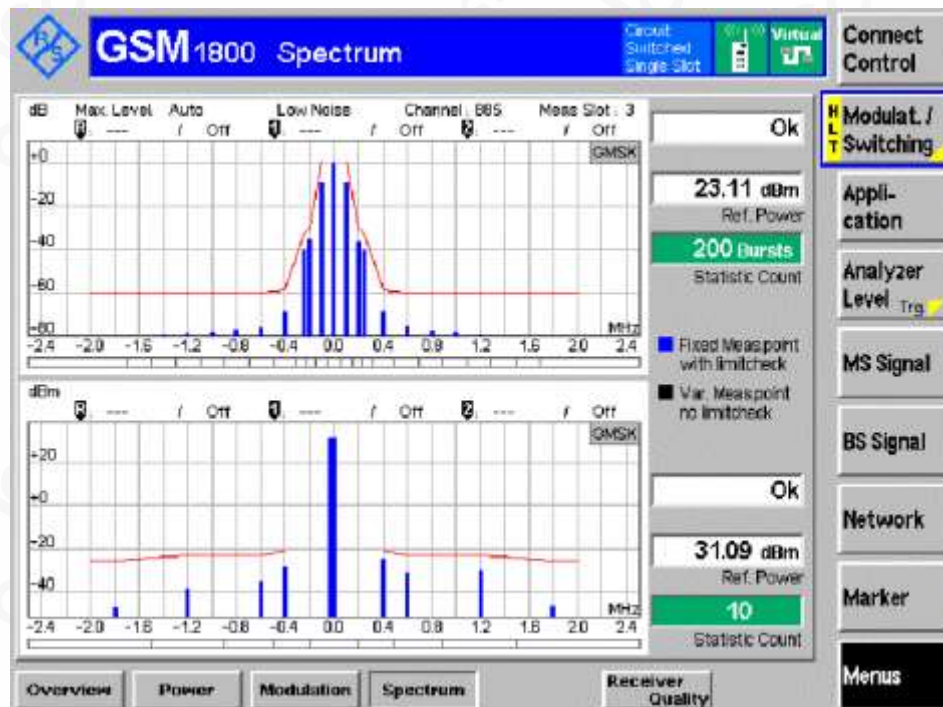 GSM 1800 Spectrum
Circuit Switched Single Slot
Virtual
Connect Control
dB Max. Level Auto Low Noise Channel: 885 Meas Slot: 3
R: --- / Off 1: --- / Off 2: --- / Off
GMSK
+0
-20
-40
-60
-80
MHz
-2.4 -2.0 -1.6 -1.2 -0.8 -0.4 0.0 0.4 0.8 1.2 1.6 2.0 2.4
Ok
23.11 dBm
Ref. Power
200 Bursts
Statistic Count
Fixed Meas.point
with limitcheck
Var. Meas.point
no limitcheck
dBm
R: --- / Off 1: --- / Off 2: --- / Off
GMSK
+20
+0
-20
-40
MHz
-2.4 -2.0 -1.6 -1.2 -0.8 -0.4 0.0 0.4 0.8 1.2 1.6 2.0 2.4
Ok
31.09 dBm
Ref. Power
10
Statistic Count
HLT
Modulat. / Switching
Appli-
cation
Analyzer
Level Trg.
MS Signal
BS Signal
Network
Marker
Menus
Overview Power Modulation Spectrum Receiver Quality